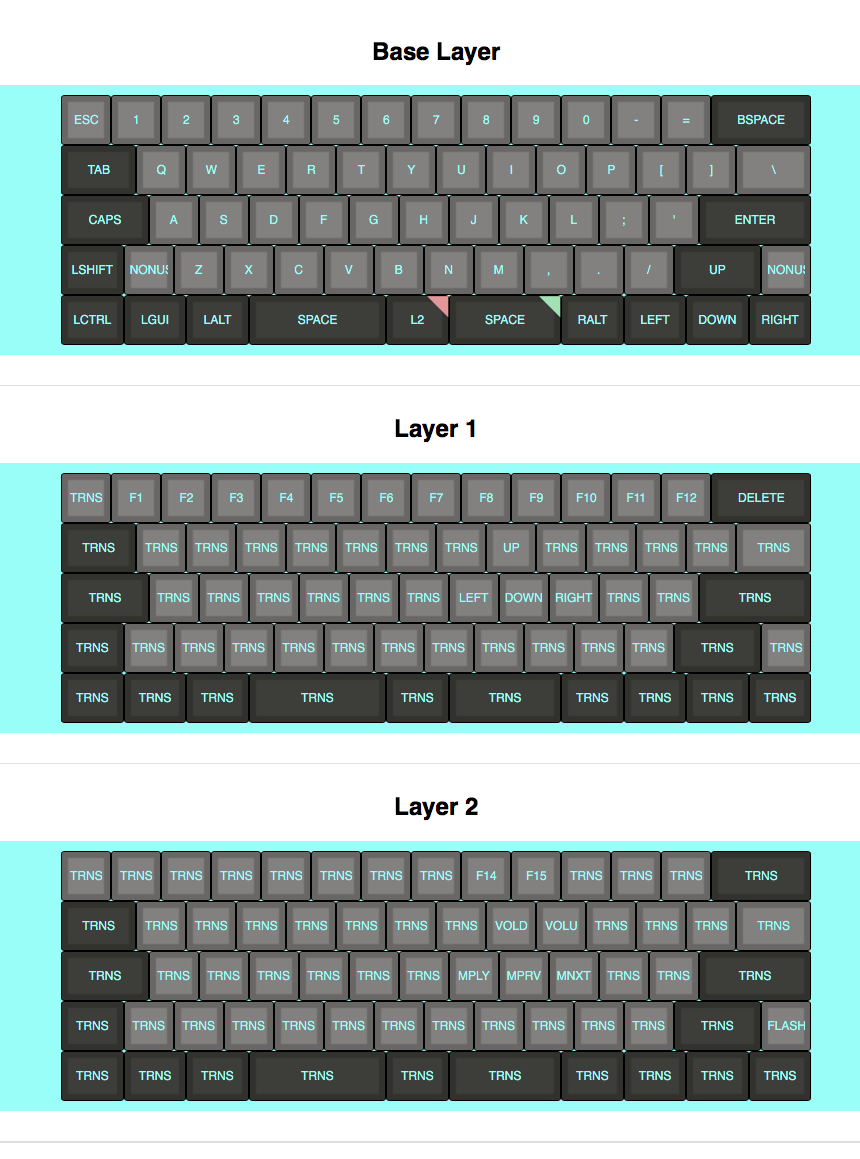 Base Layer
ESC 1 2 3 4 5 6 7 8 9 0 - = BSPACE
TAB Q W E R T Y U I O P [ ] \
CAPS A S D F G H J K L ; ' ENTER
LSHIFT NONUS Z X C V B N M , . / UP NONUS
LCTRL LGUI LALT SPACE L2 SPACE RALT LEFT DOWN RIGHT
Layer 1
TRNS F1 F2 F3 F4 F5 F6 F7 F8 F9 F10 F11 F12 DELETE
TRNS TRNS TRNS TRNS TRNS TRNS TRNS TRNS UP TRNS TRNS TRNS TRNS TRNS
TRNS TRNS TRNS TRNS TRNS TRNS TRNS LEFT DOWN RIGHT TRNS TRNS TRNS
TRNS TRNS TRNS TRNS TRNS TRNS TRNS TRNS TRNS TRNS TRNS TRNS TRNS TRNS
TRNS TRNS TRNS TRNS TRNS TRNS TRNS TRNS TRNS TRNS
Layer 2
TRNS TRNS TRNS TRNS TRNS TRNS TRNS TRNS F14 F15 TRNS TRNS TRNS TRNS
TRNS TRNS TRNS TRNS TRNS TRNS TRNS TRNS VOLD VOLU TRNS TRNS TRNS TRNS
TRNS TRNS TRNS TRNS TRNS TRNS TRNS MPLY MPRV MNXT TRNS TRNS TRNS
TRNS TRNS TRNS TRNS TRNS TRNS TRNS TRNS TRNS TRNS TRNS TRNS TRNS FLASH
TRNS TRNS TRNS TRNS TRNS TRNS TRNS TRNS TRNS TRNS